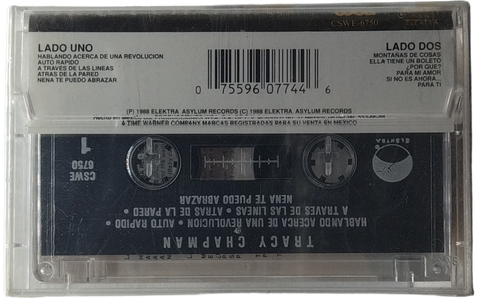 CSWE-6750
LADO UNO
HABLANDO ACERCA DE UNA REVOLUCION
AUTO RAPIDO
A TRAVES DE LAS LINEAS
ATRAS DE LA PARED
NENA TE PUEDO ABRAZAR
0 75596 07744 6
LADO DOS
MONTAÑAS DE COSAS
ELLA TIENE UN BOLETO
¿POR QUE?
PARA MI AMOR
SI NO ES AHORA...
PARA TI
(P) 1988 ELEKTRA ASYLUM RECORDS (C) 1988 ELEKTRA ASYLUM RECORDS
A TIME WARNER COMPANY MARCAS REGISTRADAS PARA SU VENTA EN MEXICO
TRACY CHAPMAN
HABLANDO ACERCA DE UNA REVOLUCION • AUTO RAPIDO •
A TRAVES DE LAS LINEAS • ATRAS DE LA PARED •
NENA TE PUEDO ABRAZAR
CSWE
6750
1
ELEKTRA